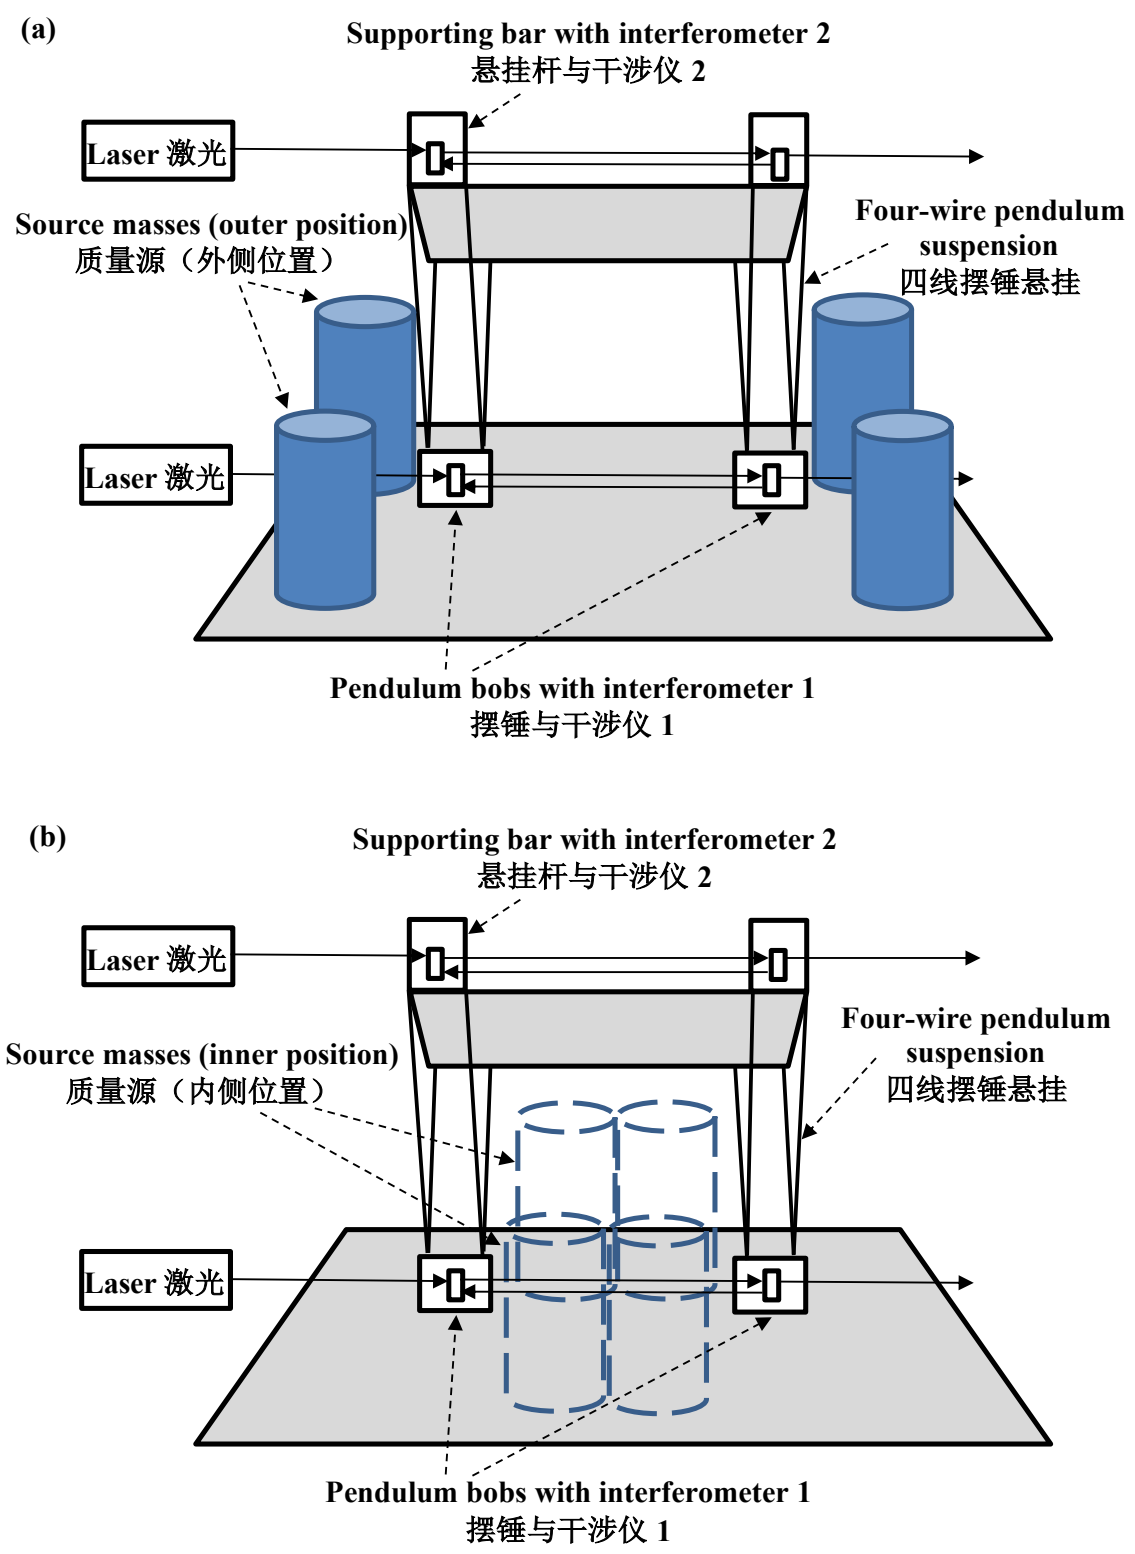 (a)
Supporting bar with interferometer 2
悬挂杆与干涉仪 2
Laser 激光
Source masses (outer position)
质量源（外侧位置）
Four-wire pendulum
suspension
四线摆锤悬挂
Laser 激光
Pendulum bobs with interferometer 1
摆锤与干涉仪 1
(b)
Supporting bar with interferometer 2
悬挂杆与干涉仪 2
Laser 激光
Four-wire pendulum
suspension
四线摆锤悬挂
Source masses (inner position)
质量源（内侧位置）
Laser 激光
Pendulum bobs with interferometer 1
摆锤与干涉仪 1